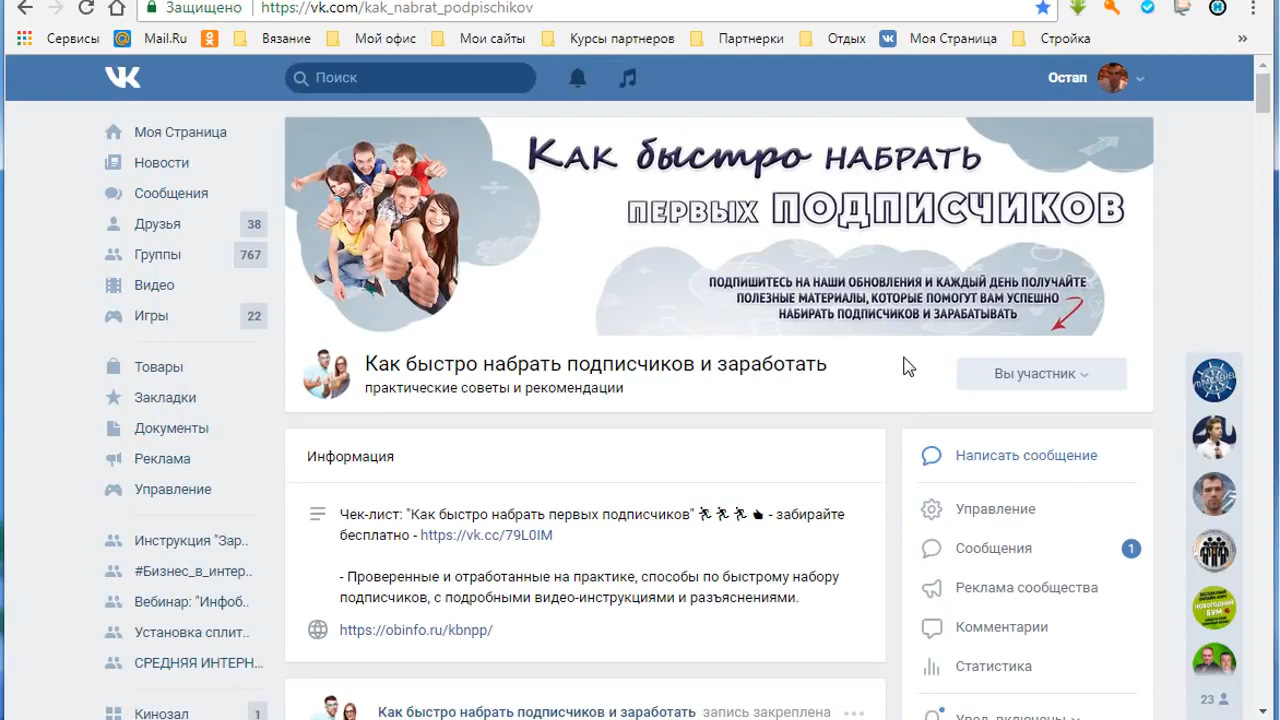 Защищено
https://vk.com/kak_nabrat_podpischikov
Сервисы
Mail.Ru
Вязание
Мой офис
Мои сайты
Курсы партнеров
Партнерки
Отдых
Моя Страница
Стройка
»
Поиск
Остап
Моя Страница
Новости
Сообщения
Друзья 38
Группы 767
Видео
Игры 22
Товары
Закладки
Документы
Реклама
Управление
Инструкция "Зар..
#Бизнес_в_интер..
Вебинар: "Инфоб..
Установка сплит..
СРЕДНЯЯ ИНТЕРН...
Кинозал 1
Как быстро набрать
первых подписчиков
ПОДПИШИТЕСЬ НА НАШИ ОБНОВЛЕНИЯ И КАЖДЫЙ ДЕНЬ ПОЛУЧАЙТЕ
ПОЛЕЗНЫЕ МАТЕРИАЛЫ, КОТОРЫЕ ПОМОГУТ ВАМ УСПЕШНО
НАБИРАТЬ ПОДПИСЧИКОВ И ЗАРАБАТЫВАТЬ
Как быстро набрать подписчиков и заработать
практические советы и рекомендации
Вы участник
Информация
Чек-лист: "Как быстро набрать первых подписчиков" - забирайте
бесплатно - https://vk.cc/79L0IM
- Проверенные и отработанные на практике, способы по быстрому набору
подписчиков, с подробными видео-инструкциями и разъяснениями.
https://obinfo.ru/kbnpp/
Как быстро набрать подписчиков и заработать запись закреплена
Написать сообщение
Управление
Сообщения 1
Реклама сообщества
Комментарии
Статистика
Увед. включены
НОВОГОДНИЙ
БУМ
23